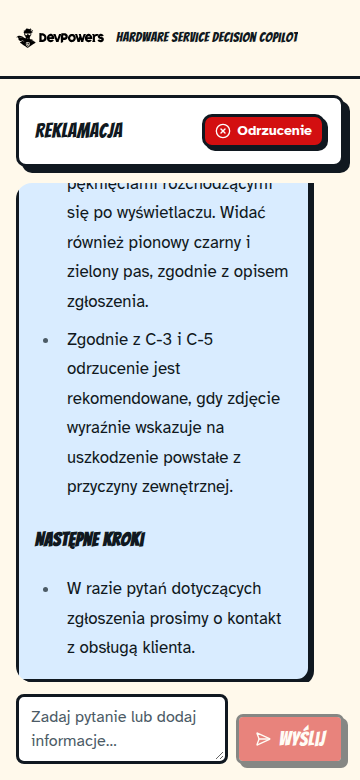 DEVPOWERS HARDWARE SERVICE DECISION COPILOT
REKLAMACJA
Odrzucenie
pęknięciami rozchodzącymi
się po wyświetlaczu. Widać
również pionowy czarny i
zielony pas, zgodnie z opisem
zgłoszenia.
Zgodnie z C-3 i C-5
odrzucenie jest
rekomendowane, gdy zdjęcie
wyraźnie wskazuje na
uszkodzenie powstałe z
przyczyny zewnętrznej.
NASTĘPNE KROKI
W razie pytań dotyczących
zgłoszenia prosimy o kontakt
z obsługą klienta.
Zadaj pytanie lub dodaj
informacje...
WYŚLIJ